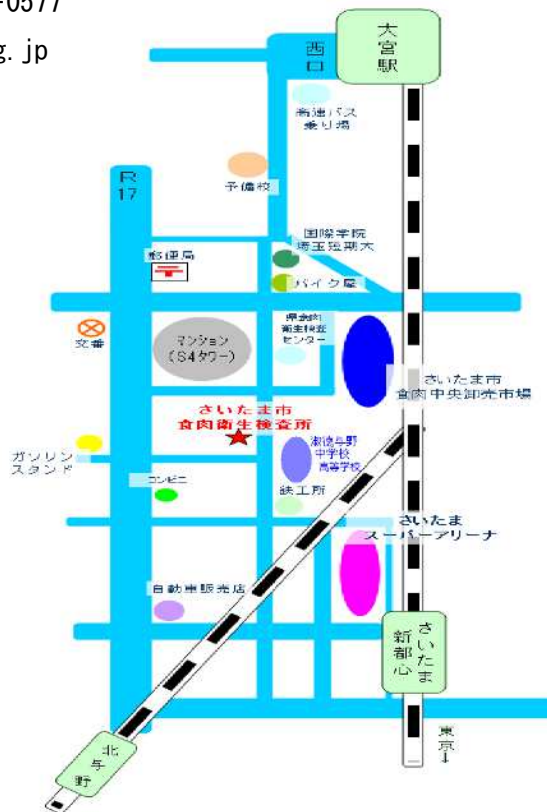 -0577
g.jp
大宮駅
西口
高速バス
乗り場
予備校
R
17
国際学院
埼玉短期大
郵便局
バイク屋
交番
マンション
(S4タワー)
県食肉
衛生検査
センター
さいたま市
食肉中央卸売市場
さいたま市
食肉衛生検査所
淑徳与野
中学校
高等学校
ガソリン
スタンド
コンビニ
鉄工所
さいたま
スーパーアリーナ
自動車販売店
さいたま
新都心
北与野
東京↓